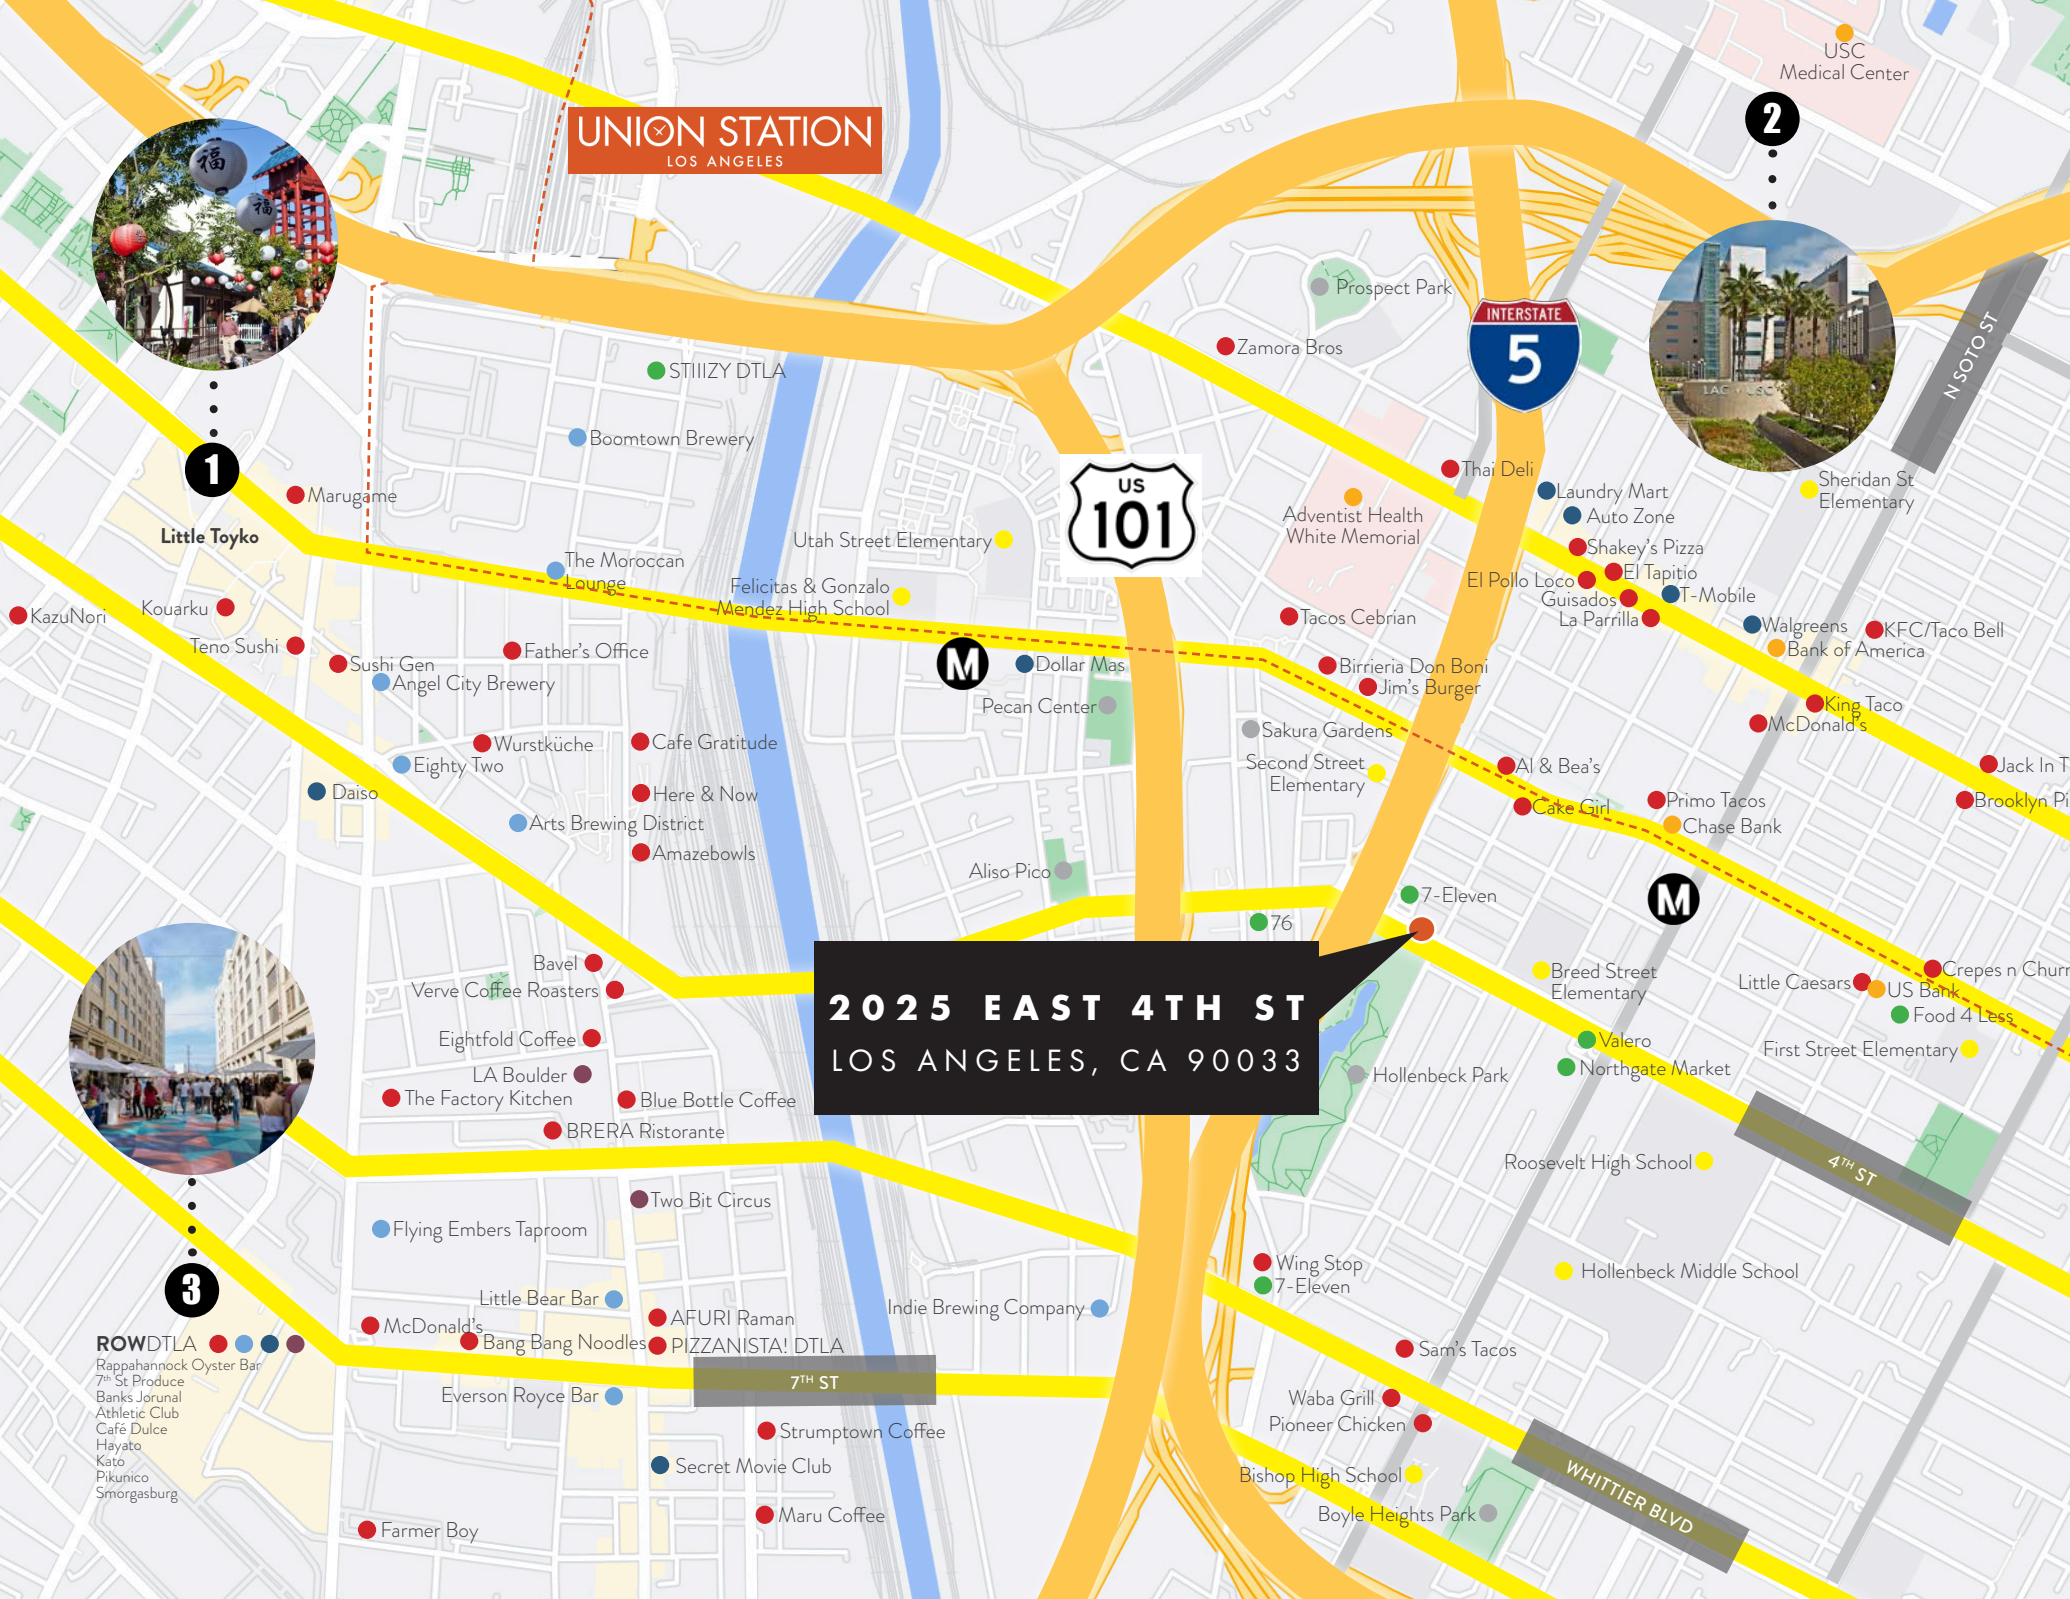 USC
Medical Center
2
UNION STATION
LOS ANGELES
福
福
INTERSTATE
5
Prospect Park
Zamora Bros
N SOTO ST
STIIIZY DTLA
LAC + USC
Boomtown Brewery
1
Marugame
Little Toyko
US
101
Thai Deli
Laundry Mart
Auto Zone
Sheridan St
Elementary
Adventist Health
White Memorial
Utah Street Elementary
Shakey's Pizza
El Tapitio
El Pollo Loco
T-Mobile
Guisados
La Parrilla
The Moroccan
Lounge
Felicitas & Gonzalo
Mendez High School
KazuNori
Kouarku
Tacos Cebrian
Walgreens
KFC/Taco Bell
Bank of America
Teno Sushi
Sushi Gen
Father's Office
Angel City Brewery
M
Dollar Mas
Birrieria Don Boni
Jim's Burger
Pecan Center
King Taco
McDonald's
Sakura Gardens
Wurstküche
Cafe Gratitude
Eighty Two
Second Street
Elementary
Al & Bea's
Jack In T
Daiso
Here & Now
Cake Girl
Primo Tacos
Brooklyn Pi
Arts Brewing District
Chase Bank
Amazebowls
Aliso Pico
7-Eleven
M
76
Bavel
Verve Coffee Roasters
2025 EAST 4TH ST
LOS ANGELES, CA 90033
Breed Street
Elementary
Little Caesars
Crepes n Churr
US Bank
Food 4 Less
Eightfold Coffee
Valero
First Street Elementary
LA Boulder
Hollenbeck Park
Northgate Market
The Factory Kitchen
Blue Bottle Coffee
BRERA Ristorante
Roosevelt High School
4TH ST
Two Bit Circus
Flying Embers Taproom
3
Wing Stop
7-Eleven
Hollenbeck Middle School
Little Bear Bar
Indie Brewing Company
AFURI Raman
McDonald's
Bang Bang Noodles
PIZZANISTA! DTLA
Sam's Tacos
ROWDTLA
Rappahannock Oyster Bar
7th St Produce
Banks Jorunal
Athletic Club
Café Dulce
Hayato
Kato
Pikunico
Smorgasburg
7TH ST
Everson Royce Bar
Waba Grill
Pioneer Chicken
Strumptown Coffee
Secret Movie Club
Bishop High School
WHITTIER BLVD
Maru Coffee
Boyle Heights Park
Farmer Boy